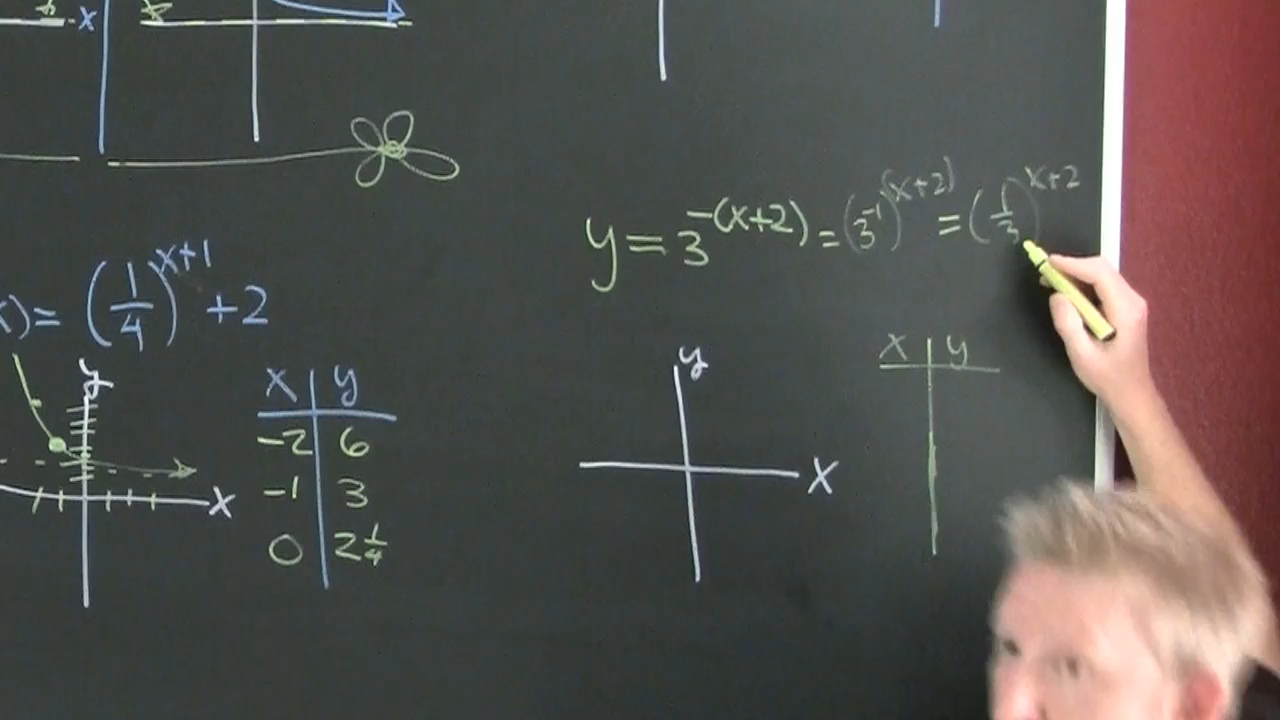 x
y = 3^-(x+2) = (3^-1)^(x+2) = (1/3)^x+2
x) = (1/4)^x+1 + 2
y
x
x y
-2 6
-1 3
0 2 1/4
y
x
x y